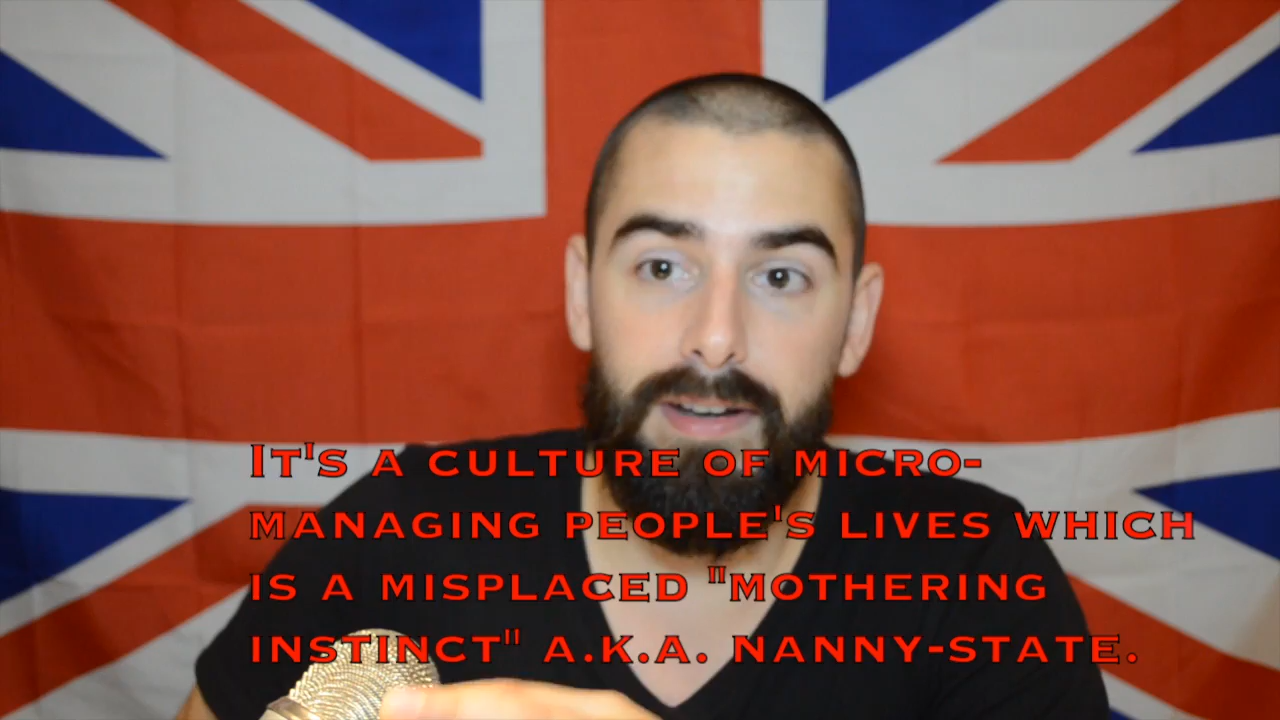 It's a culture of micro-
managing people's lives which
is a misplaced "mothering
instinct" a.k.a. nanny-state.